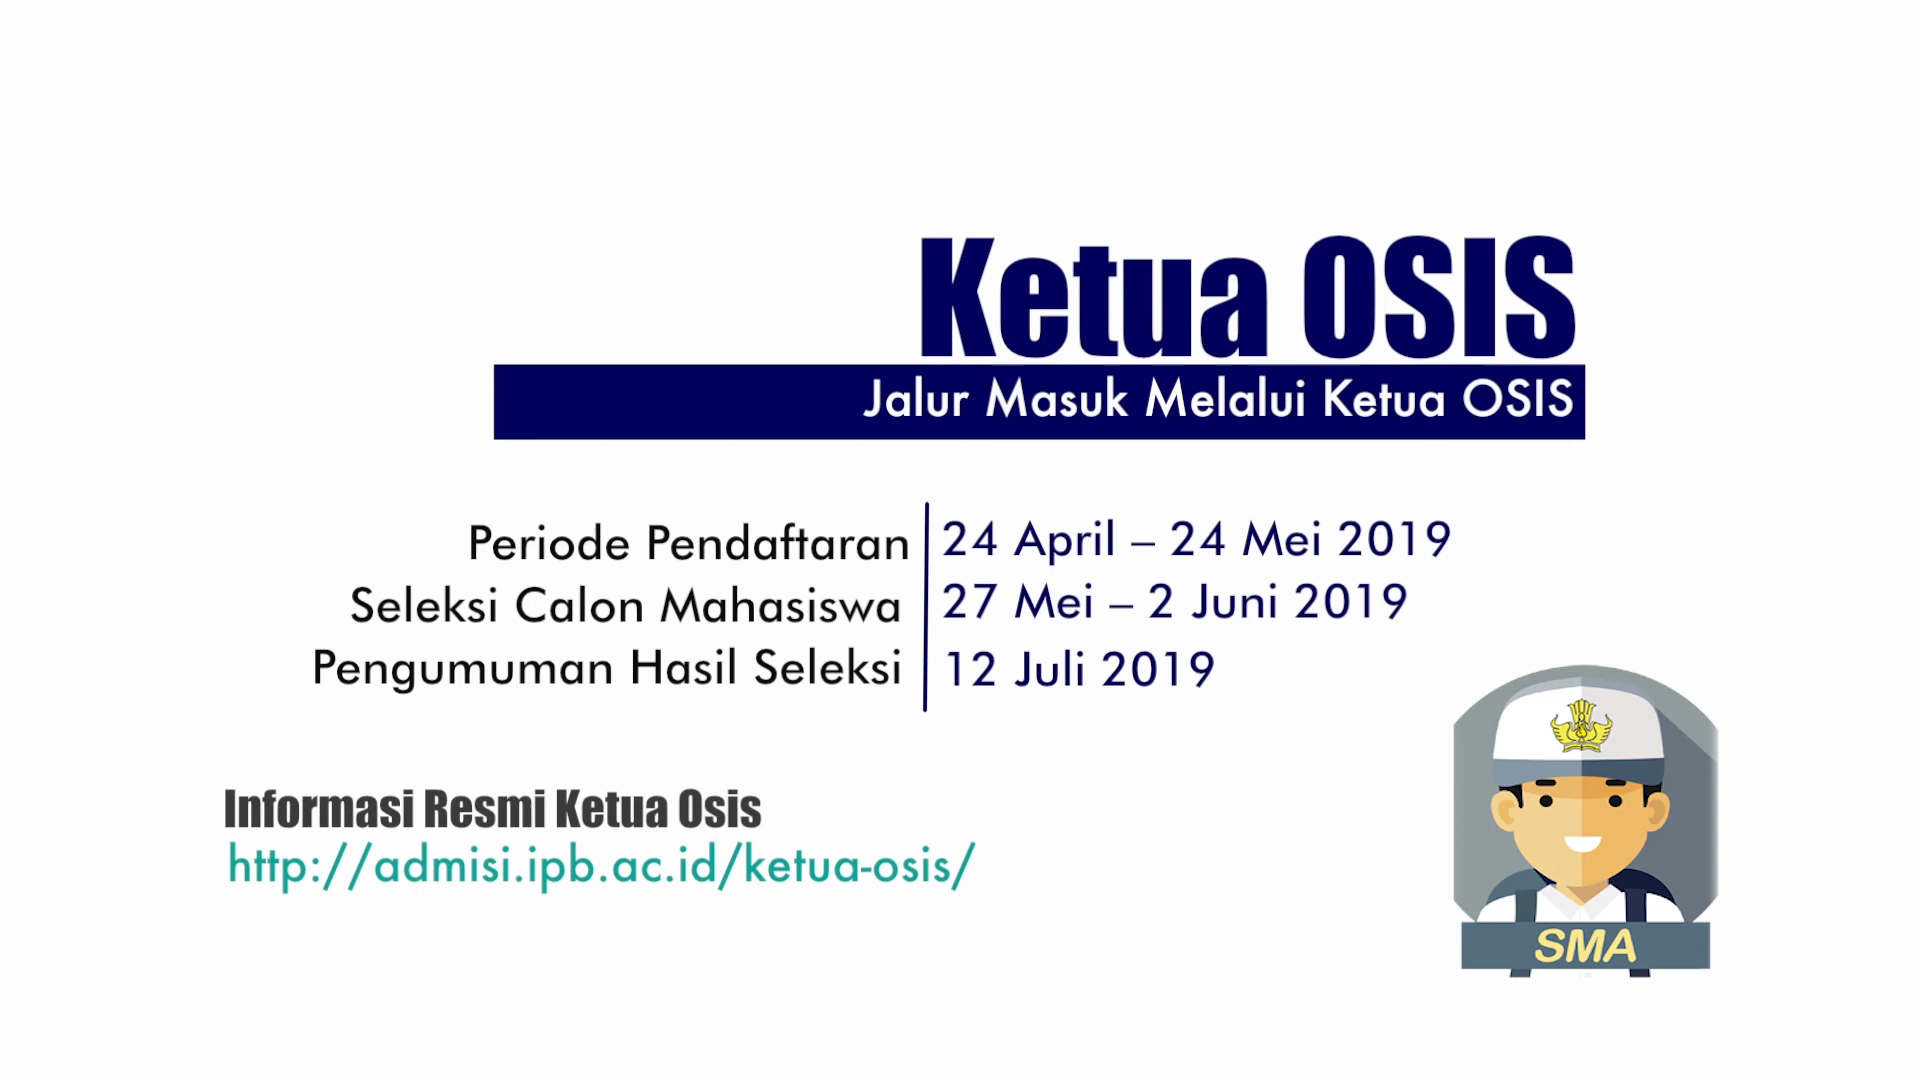 Ketua OSIS
Jalur Masuk Melalui Ketua OSIS
Periode Pendaftaran 24 April – 24 Mei 2019
Seleksi Calon Mahasiswa 27 Mei – 2 Juni 2019
Pengumuman Hasil Seleksi 12 Juli 2019
Informasi Resmi Ketua Osis
http://admisi.ipb.ac.id/ketua-osis/
SMA